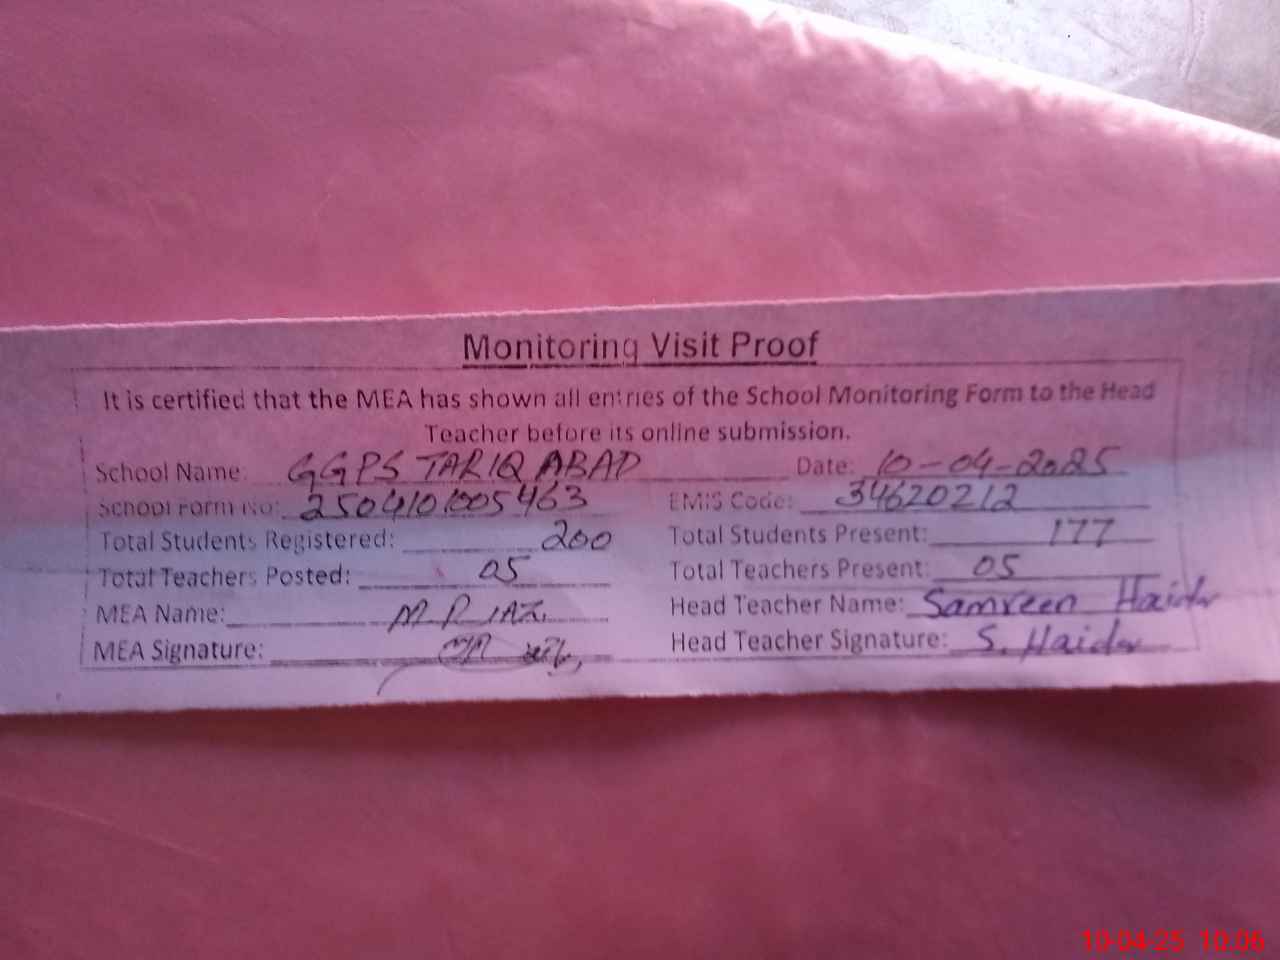 Monitoring Visit Proof
It is certified that the MEA has shown all entries of the School Monitoring Form to the Head
Teacher before its online submission.
School Name: GGPS TARIQ ABAD Date: 10-04-2025
School Form No: 2504101005463 EMIS Code: 34620212
Total Students Registered: 200 Total Students Present: 177
Total Teachers Posted: 05 Total Teachers Present: 05
MEA Name: M RIAZ Head Teacher Name: Samreen Haider
MEA Signature: Head Teacher Signature: S. Haider
10-04-25 10:06